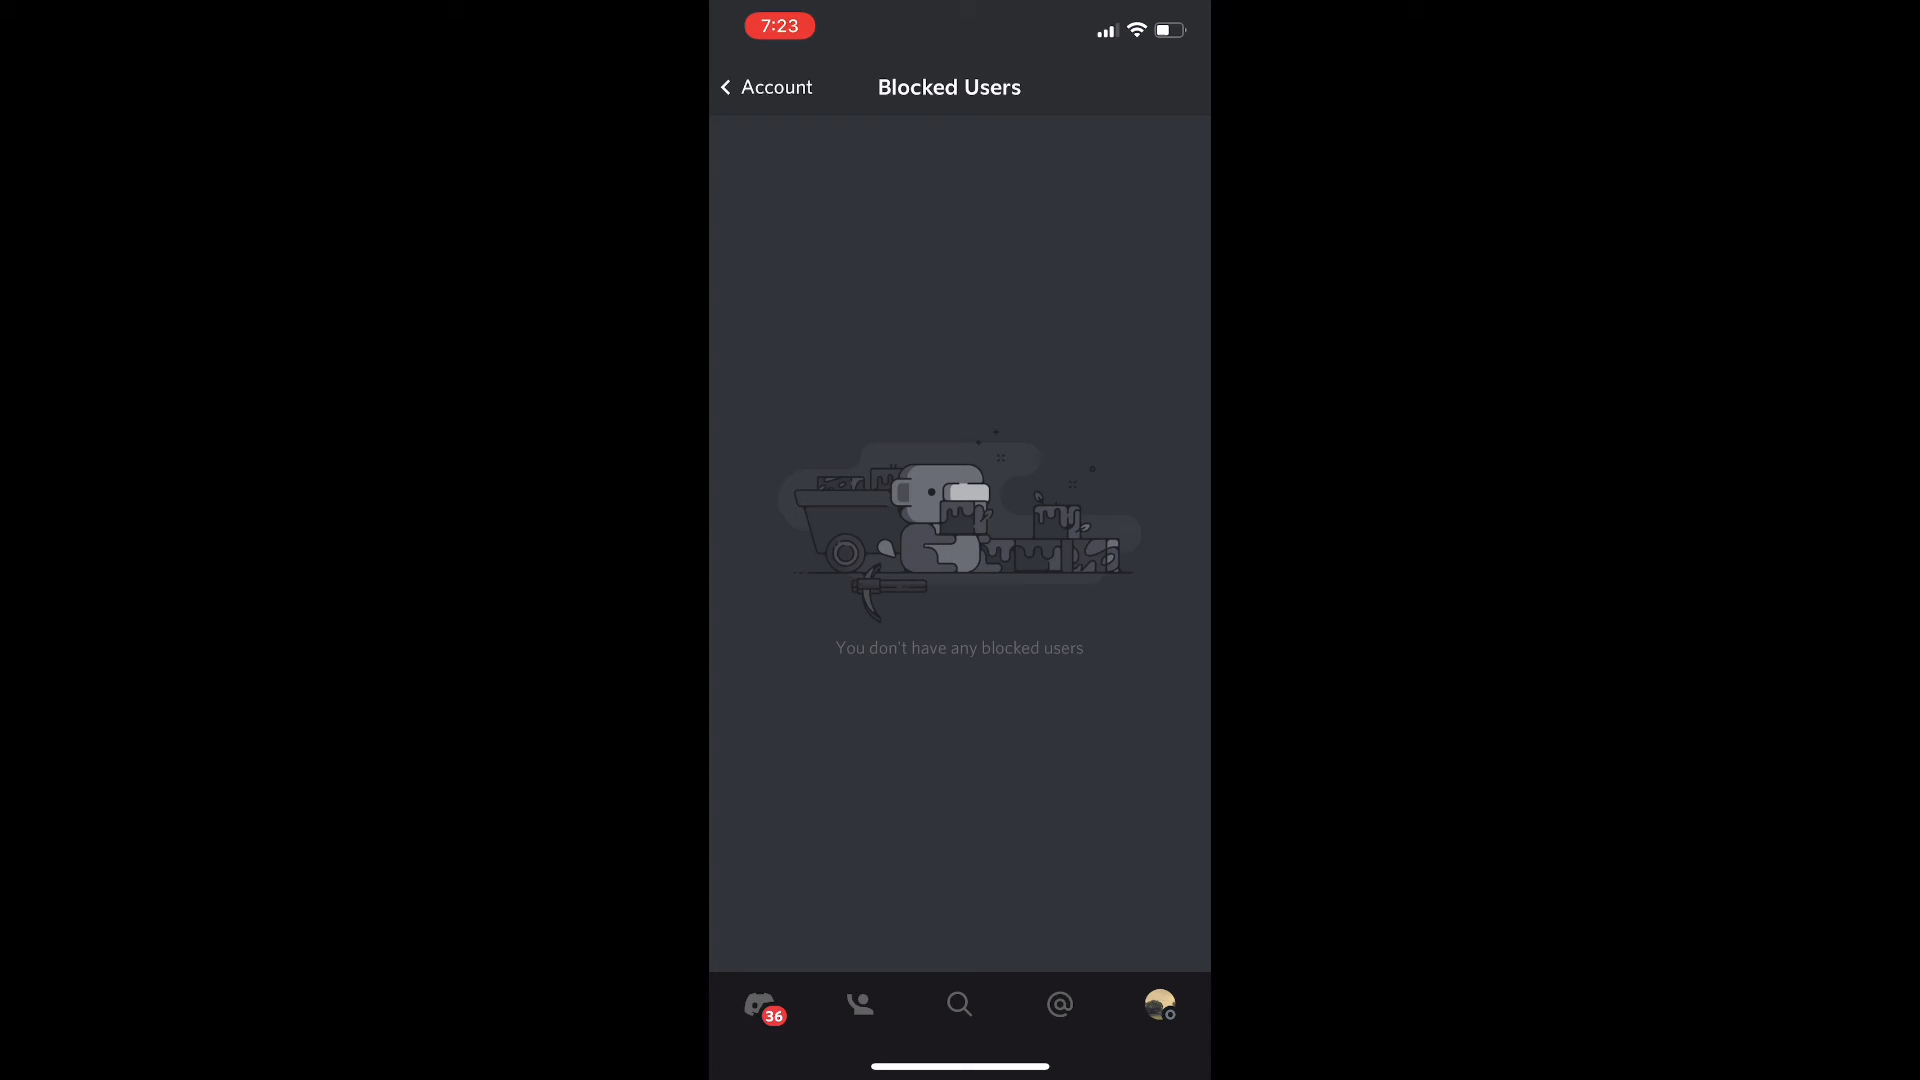 7:23
Account
Blocked Users
You don't have any blocked users
36